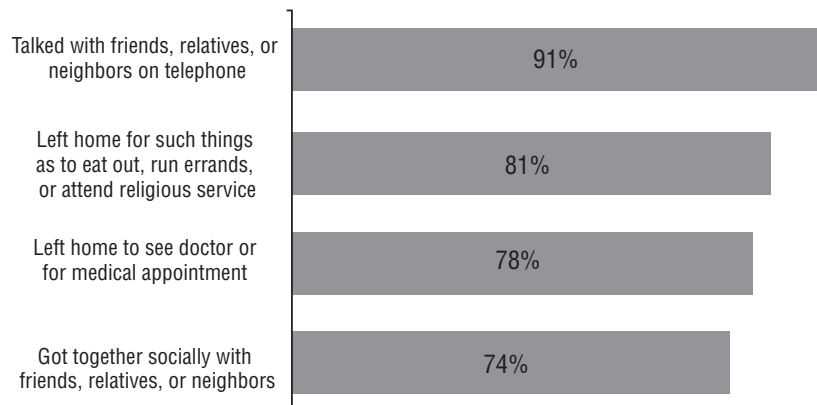 Talked with friends, relatives, or
neighbors on telephone
91%
Left home for such things
as to eat out, run errands,
or attend religious service
81%
Left home to see doctor or
for medical appointment
78%
Got together socially with
friends, relatives, or neighbors
74%